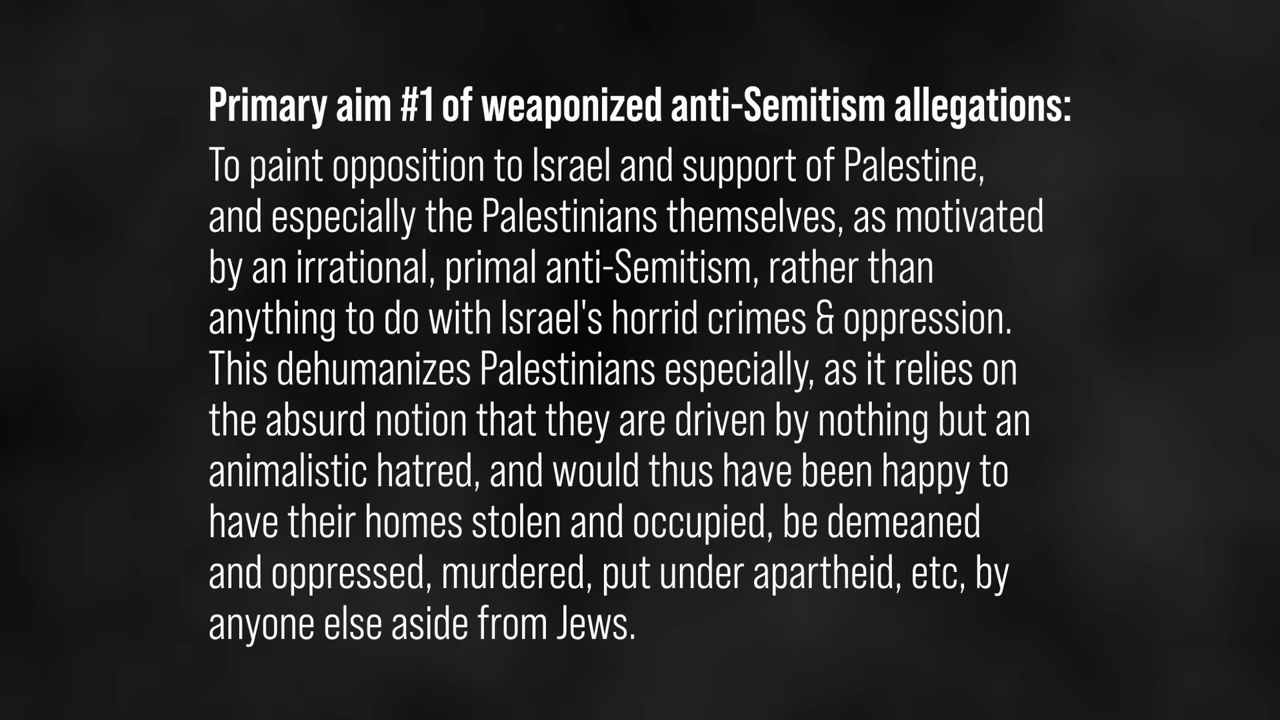 Primary aim #1 of weaponized anti-Semitism allegations:
To paint opposition to Israel and support of Palestine,
and especially the Palestinians themselves, as motivated
by an irrational, primal anti-Semitism, rather than
anything to do with Israel's horrid crimes & oppression.
This dehumanizes Palestinians especially, as it relies on
the absurd notion that they are driven by nothing but an
animalistic hatred, and would thus have been happy to
have their homes stolen and occupied, be demeaned
and oppressed, murdered, put under apartheid, etc, by
anyone else aside from Jews.